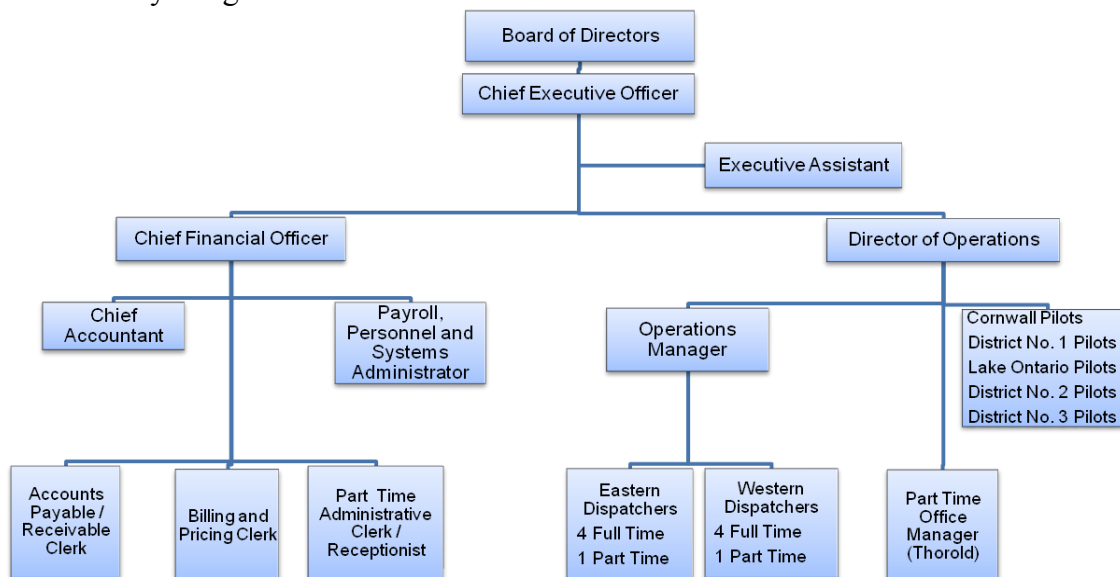 Board of Directors
Chief Executive Officer
Executive Assistant
Chief Financial Officer
Director of Operations
Chief
Accountant
Payroll,
Personnel and
Systems
Administrator
Operations
Manager
Cornwall Pilots
District No. 1 Pilots
Lake Ontario Pilots
District No. 2 Pilots
District No. 3 Pilots
Accounts
Payable /
Receivable
Clerk
Billing and
Pricing Clerk
Part Time
Administrative
Clerk /
Receptionist
Eastern
Dispatchers
4 Full Time
1 Part Time
Western
Dispatchers
4 Full Time
1 Part Time
Part Time
Office
Manager
(Thorold)